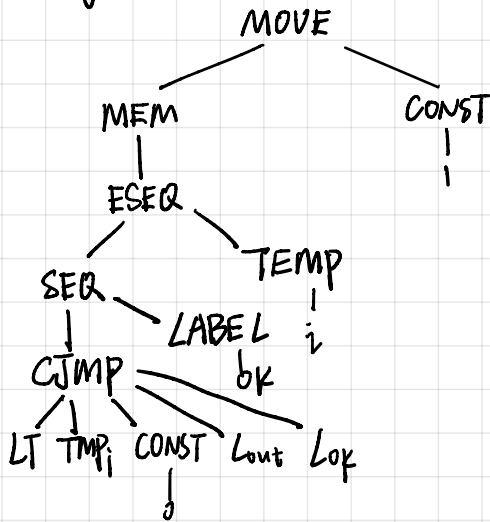 MOVE
MEM CONST
1
ESEQ
TEMP
SEQ
LABEL i
CJMP ok
LT TMPi CONST Lout Lok
0